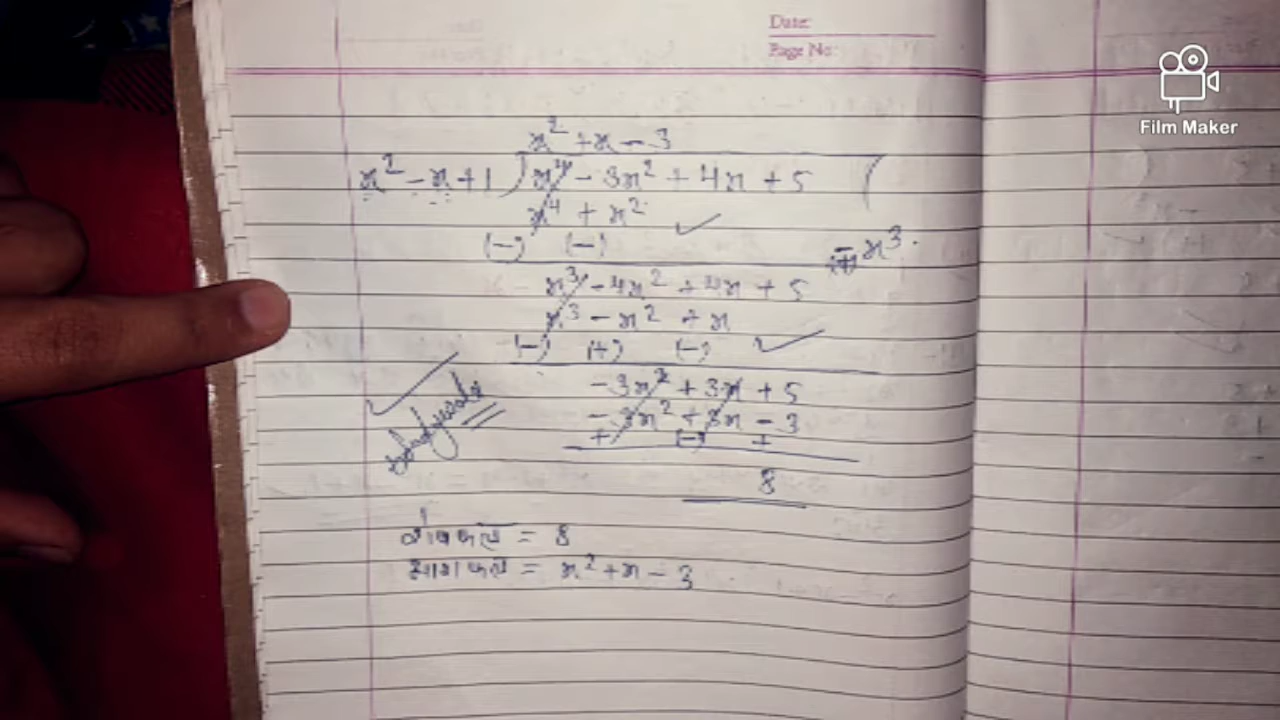 Date:
Page No:
Film Maker
x² + x - 3
x² - x + 1 ) x⁴ - 3x² + 4x + 5 (
x⁴ + x² ✓
(-) (-)
(+) - x³.
x³ - 4x² + 4x + 5
x³ - x² + x
(-) (+) (-) ✓
- 3x² + 3x + 5
- 3x² + 3x - 3
+ (-) +
8
शेषफल = 8
भागफल = x² + x - 3